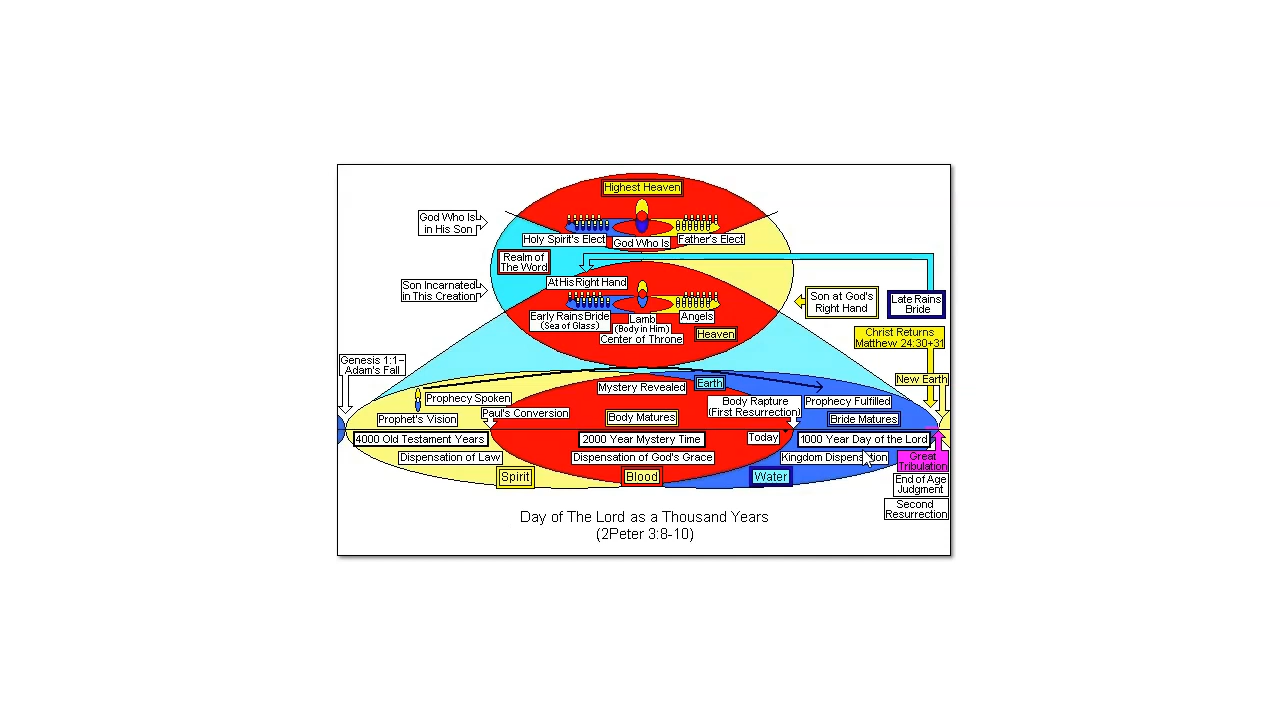 Highest Heaven
God Who Is
in His Son
Holy Spirit's Elect
God Who Is
Father's Elect
Realm of
The Word
At His Right Hand
Son Incarnated
in This Creation
Son at God's
Right Hand
Late Rains
Bride
Early Rains Bride
(Sea of Glass)
Lamb
(Body in Him)
Center of Throne
Angels
Heaven
Christ Returns
Matthew 24:30+31
Genesis 1:1-
Adam's Fall
New Earth
Mystery Revealed
Earth
Prophecy Spoken
Body Rapture
(First Resurrection)
Prophecy Fulfilled
Prophet's Vision
Paul's Conversion
Body Matures
Bride Matures
4000 Old Testament Years
2000 Year Mystery Time
Today
1000 Year Day of the Lord
Dispensation of Law
Dispensation of God's Grace
Kingdom Dispensation
Great
Tribulation
Spirit
Blood
Water
End of Age
Judgment
Second
Resurrection
Day of The Lord as a Thousand Years
(2Peter 3:8-10)